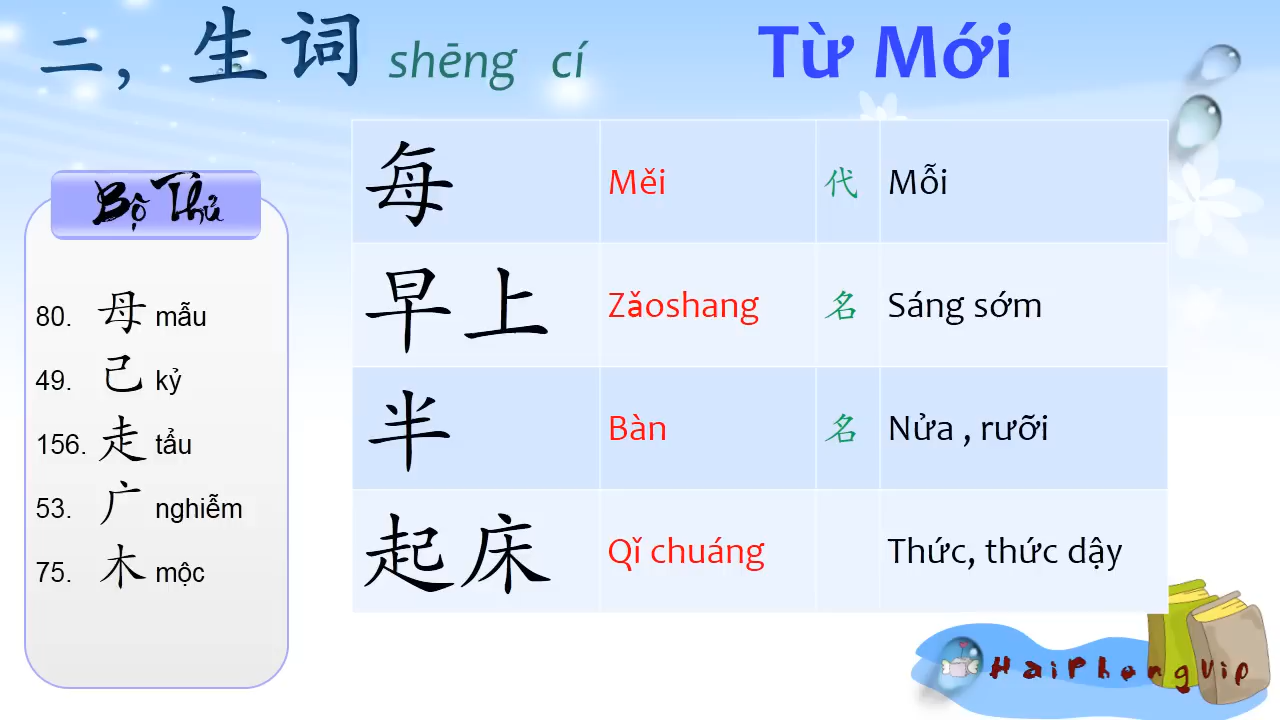 二，生词 shēng cí Từ Mới
Bộ Thủ
80. 母 mẫu
49. 己 kỷ
156. 走 tẩu
53. 广 nghiễm
75. 木 mộc
每 Měi 代 Mỗi
早上 Zǎoshang 名 Sáng sớm
半 Bàn 名 Nửa , rưỡi
起床 Qǐ chuáng Thức, thức dậy
HaiPhongVip